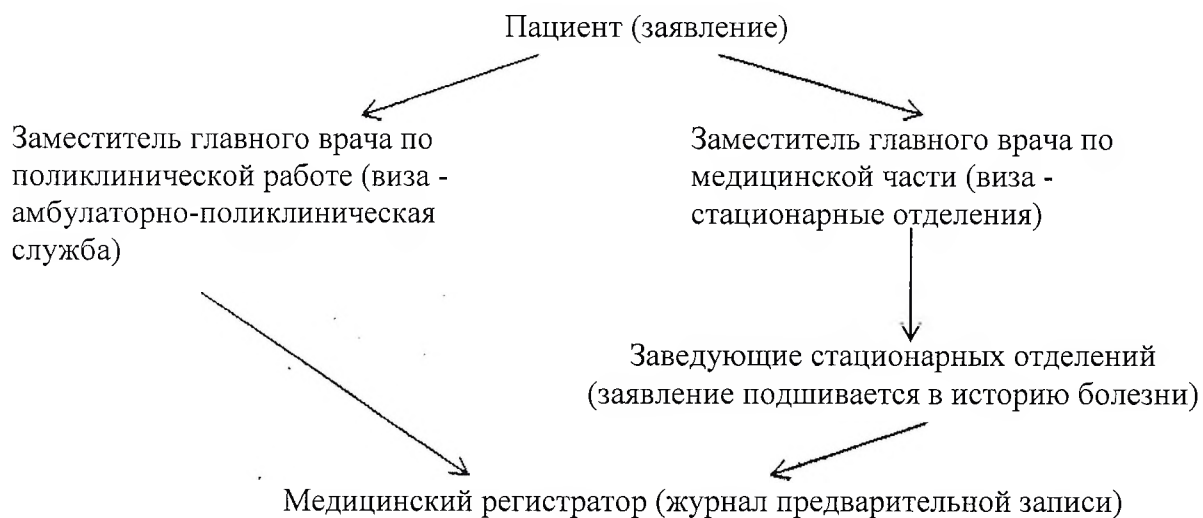 Пациент (заявление)
Заместитель главного врача по
поликлинической работе (виза -
амбулаторно-поликлиническая
служба)
Заместитель главного врача по
медицинской части (виза -
стационарные отделения)
Заведующие стационарных отделений
(заявление подшивается в историю болезни)
Медицинский регистратор (журнал предварительной записи)